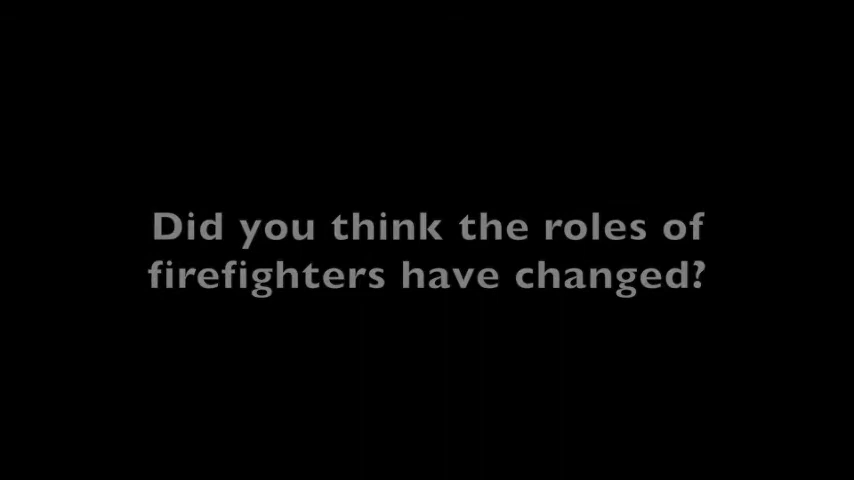 Did you think the roles of
firefighters have changed?